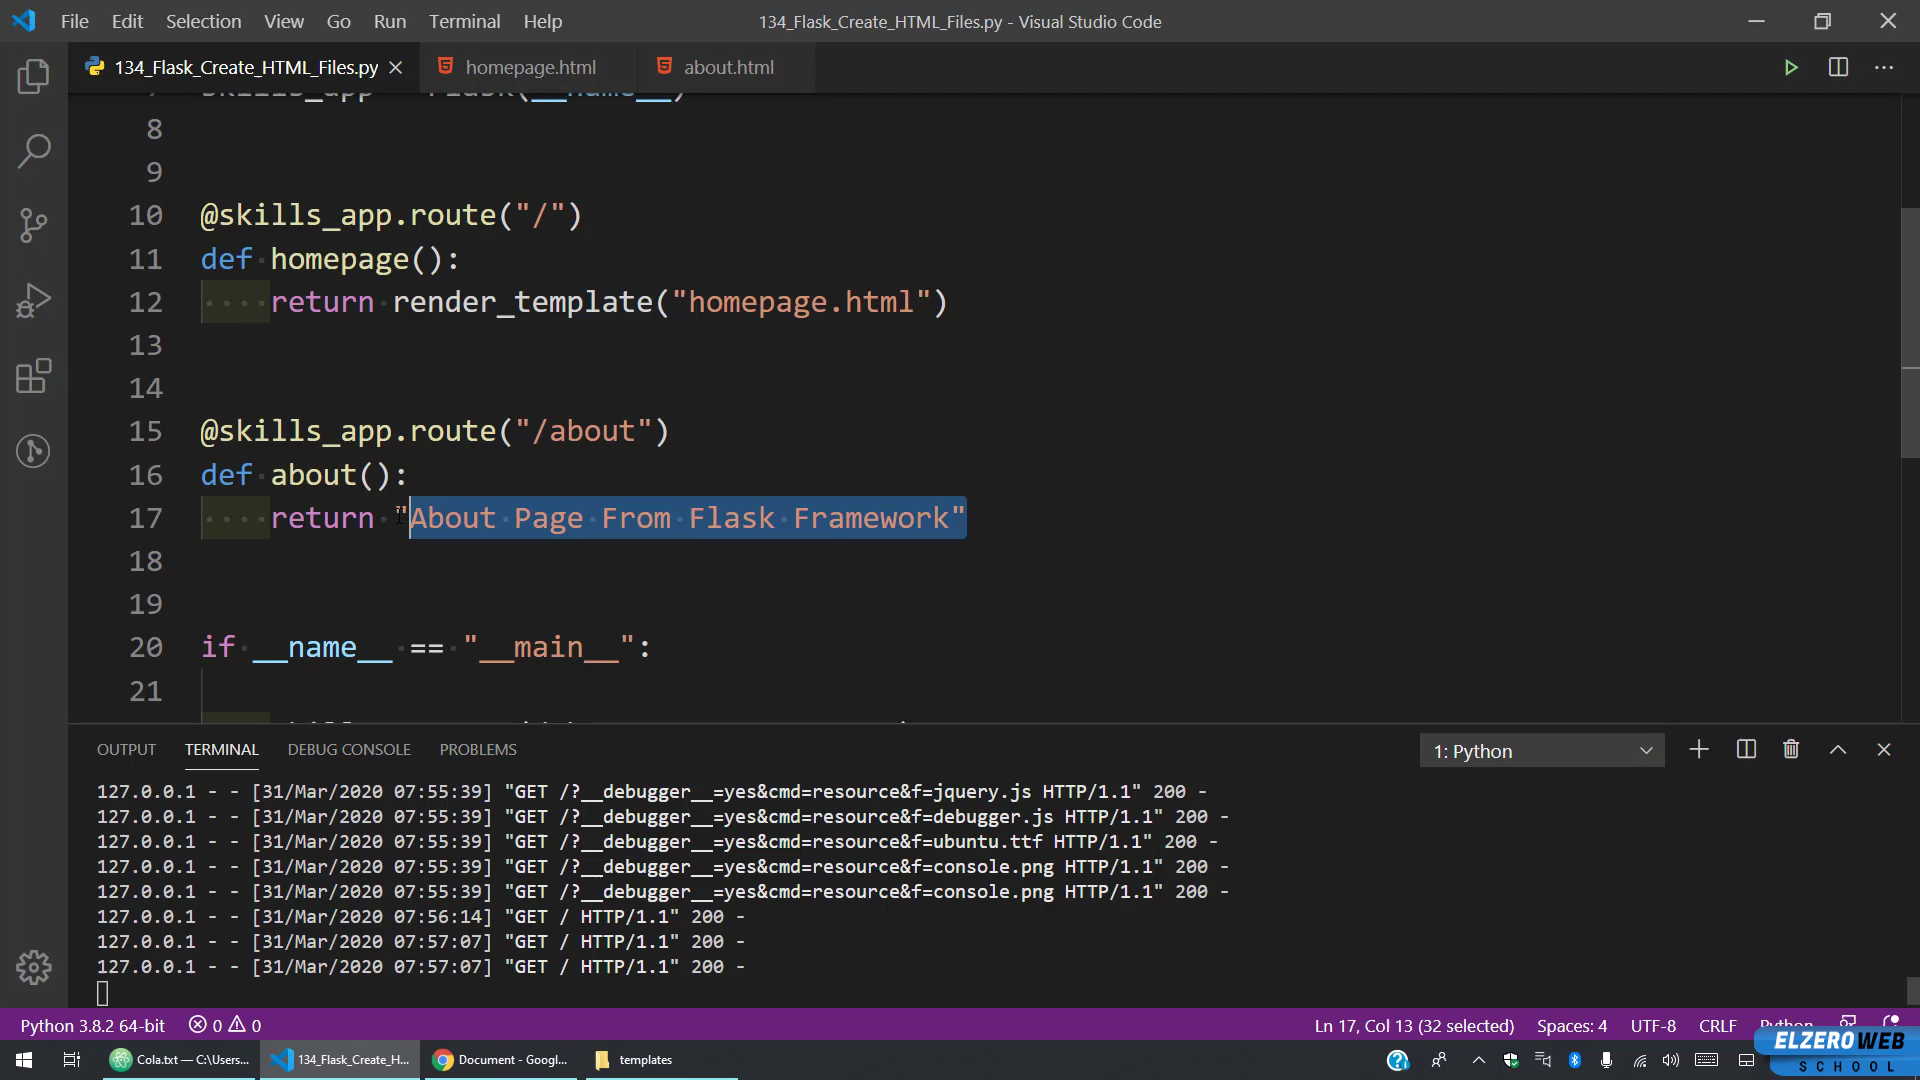 File Edit Selection View Go Run Terminal Help
134_Flask_Create_HTML_Files.py - Visual Studio Code
134_Flask_Create_HTML_Files.py
homepage.html
about.html
8
9
10 @skills_app.route("/")
11 def homepage():
12 return render_template("homepage.html")
13
14
15 @skills_app.route("/about")
16 def about():
17 return "About Page From Flask Framework"
18
19
20 if __name__ == "__main__":
21
OUTPUT TERMINAL DEBUG CONSOLE PROBLEMS
1: Python
127.0.0.1 - - [31/Mar/2020 07:55:39] "GET /?__debugger__=yes&cmd=resource&f=jquery.js HTTP/1.1" 200 -
127.0.0.1 - - [31/Mar/2020 07:55:39] "GET /?__debugger__=yes&cmd=resource&f=debugger.js HTTP/1.1" 200 -
127.0.0.1 - - [31/Mar/2020 07:55:39] "GET /?__debugger__=yes&cmd=resource&f=ubuntu.ttf HTTP/1.1" 200 -
127.0.0.1 - - [31/Mar/2020 07:55:39] "GET /?__debugger__=yes&cmd=resource&f=console.png HTTP/1.1" 200 -
127.0.0.1 - - [31/Mar/2020 07:55:39] "GET /?__debugger__=yes&cmd=resource&f=console.png HTTP/1.1" 200 -
127.0.0.1 - - [31/Mar/2020 07:56:14] "GET / HTTP/1.1" 200 -
127.0.0.1 - - [31/Mar/2020 07:57:07] "GET / HTTP/1.1" 200 -
127.0.0.1 - - [31/Mar/2020 07:57:07] "GET / HTTP/1.1" 200 -
Python 3.8.2 64-bit 0 0
Ln 17, Col 13 (32 selected) Spaces: 4 UTF-8 CRLF Python
Cola.txt — C:\Users...
134_Flask_Create_H...
Document - Googl...
templates
ELZEROWEB
SCHOOL